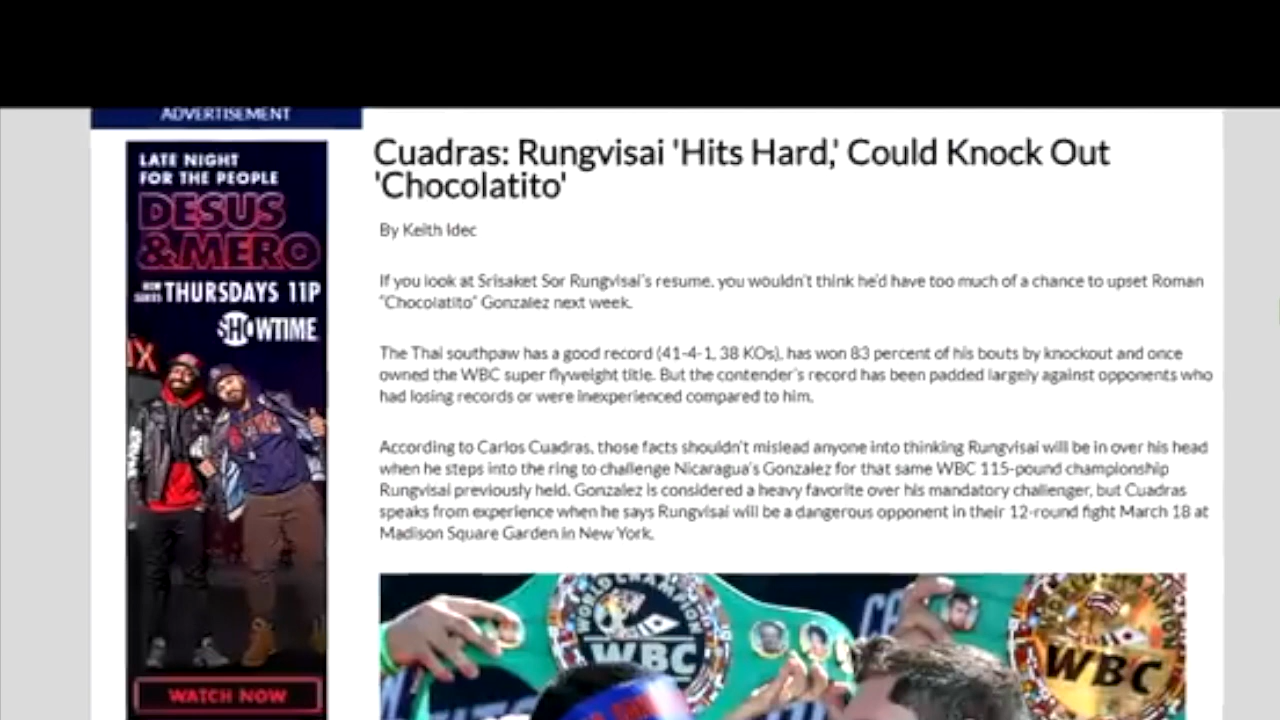 ADVERTISEMENT
LATE NIGHT
FOR THE PEOPLE
DESUS
&MERO
NEW
SERIES
THURSDAYS 11P
SHOWTIME
WATCH NOW
Cuadras: Rungvisai 'Hits Hard,' Could Knock Out
'Chocolatito'
By Keith Idec
If you look at Srisaket Sor Rungvisai's resume, you wouldn't think he'd have too much of a chance to upset Roman
"Chocolatito" Gonzalez next week.
The Thai southpaw has a good record (41-4-1, 38 KOs), has won 83 percent of his bouts by knockout and once
owned the WBC super flyweight title. But the contender's record has been padded largely against opponents who
had losing records or were inexperienced compared to him.
According to Carlos Cuadras, those facts shouldn't mislead anyone into thinking Rungvisai will be in over his head
when he steps into the ring to challenge Nicaragua's Gonzalez for that same WBC 115-pound championship
Rungvisai previously held. Gonzalez is considered a heavy favorite over his mandatory challenger, but Cuadras
speaks from experience when he says Rungvisai will be a dangerous opponent in their 12-round fight March 18 at
Madison Square Garden in New York.
WORLD CHAMPION
WBC
WBC